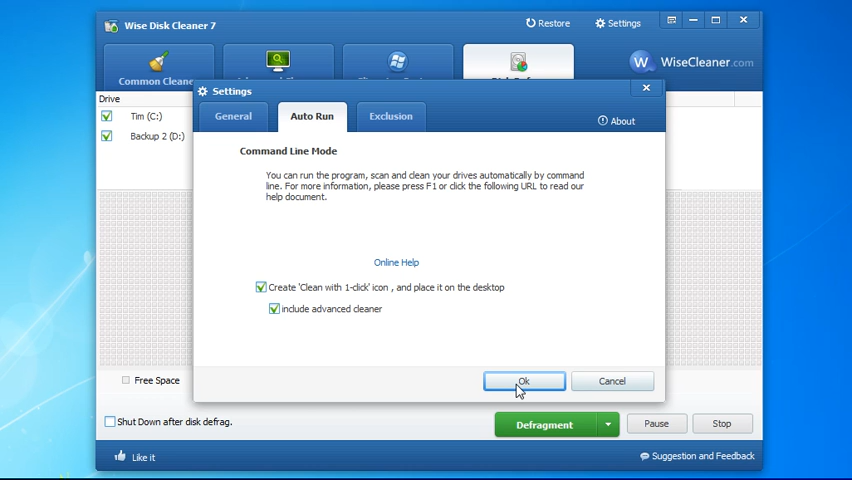 Wise Disk Cleaner 7
Restore
Settings
Common Cleaner
WiseCleaner.com
Drive
Tim (C:)
Backup 2 (D:)
Settings
General
Auto Run
Exclusion
About
Command Line Mode
You can run the program, scan and clean your drives automatically by command
line. For more information, please press F1 or click the following URL to read our
help document.
Online Help
Create 'Clean with 1-click' icon , and place it on the desktop
include advanced cleaner
Ok
Cancel
Free Space
Shut Down after disk defrag.
Defragment
Pause
Stop
Like it
Suggestion and Feedback